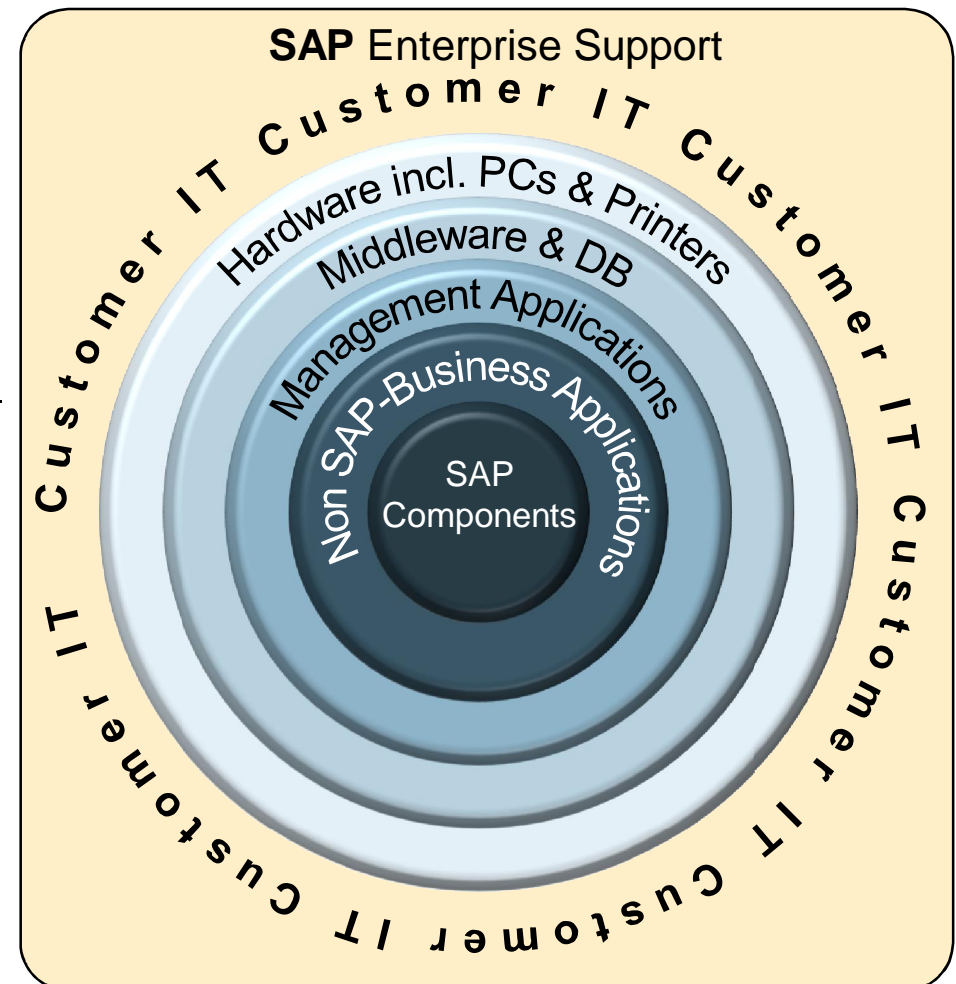 SAP Enterprise Support
Customer IT Customer IT Customer IT Customer IT Customer IT Customer IT
Hardware incl. PCs & Printers
Middleware & DB
Management Applications
Non SAP-Business Applications
SAP
Components